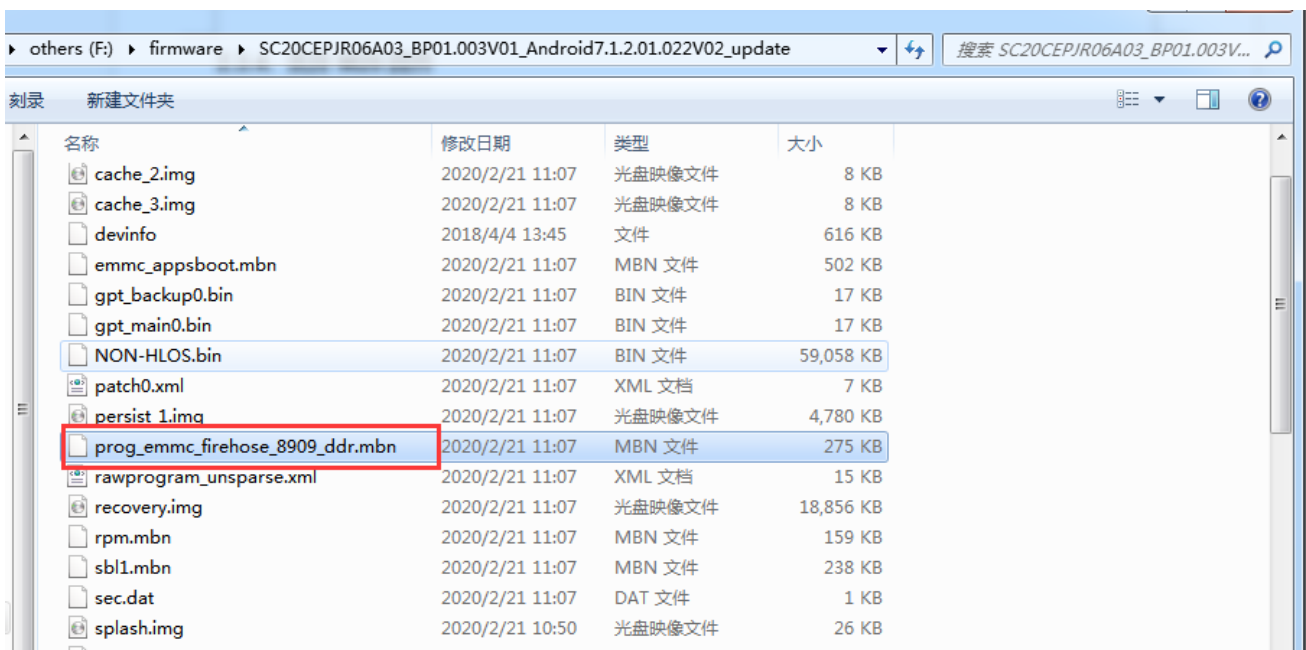 others (F:) firmware SC20CEPJR06A03_BP01.003V01_Android7.1.2.01.022V02_update 搜索 SC20CEPJR06A03_BP01.003V...
刻录 新建文件夹
名称 修改日期 类型 大小
cache_2.img 2020/2/21 11:07 光盘映像文件 8 KB
cache_3.img 2020/2/21 11:07 光盘映像文件 8 KB
devinfo 2018/4/4 13:45 文件 616 KB
emmc_appsboot.mbn 2020/2/21 11:07 MBN 文件 502 KB
gpt_backup0.bin 2020/2/21 11:07 BIN 文件 17 KB
gpt_main0.bin 2020/2/21 11:07 BIN 文件 17 KB
NON-HLOS.bin 2020/2/21 11:07 BIN 文件 59,058 KB
patch0.xml 2020/2/21 11:07 XML 文档 7 KB
persist_1.img 2020/2/21 11:07 光盘映像文件 4,780 KB
prog_emmc_firehose_8909_ddr.mbn 2020/2/21 11:07 MBN 文件 275 KB
rawprogram_unsparse.xml 2020/2/21 11:07 XML 文档 15 KB
recovery.img 2020/2/21 11:07 光盘映像文件 18,856 KB
rpm.mbn 2020/2/21 11:07 MBN 文件 159 KB
sbl1.mbn 2020/2/21 11:07 MBN 文件 238 KB
sec.dat 2020/2/21 11:07 DAT 文件 1 KB
splash.img 2020/2/21 10:50 光盘映像文件 26 KB